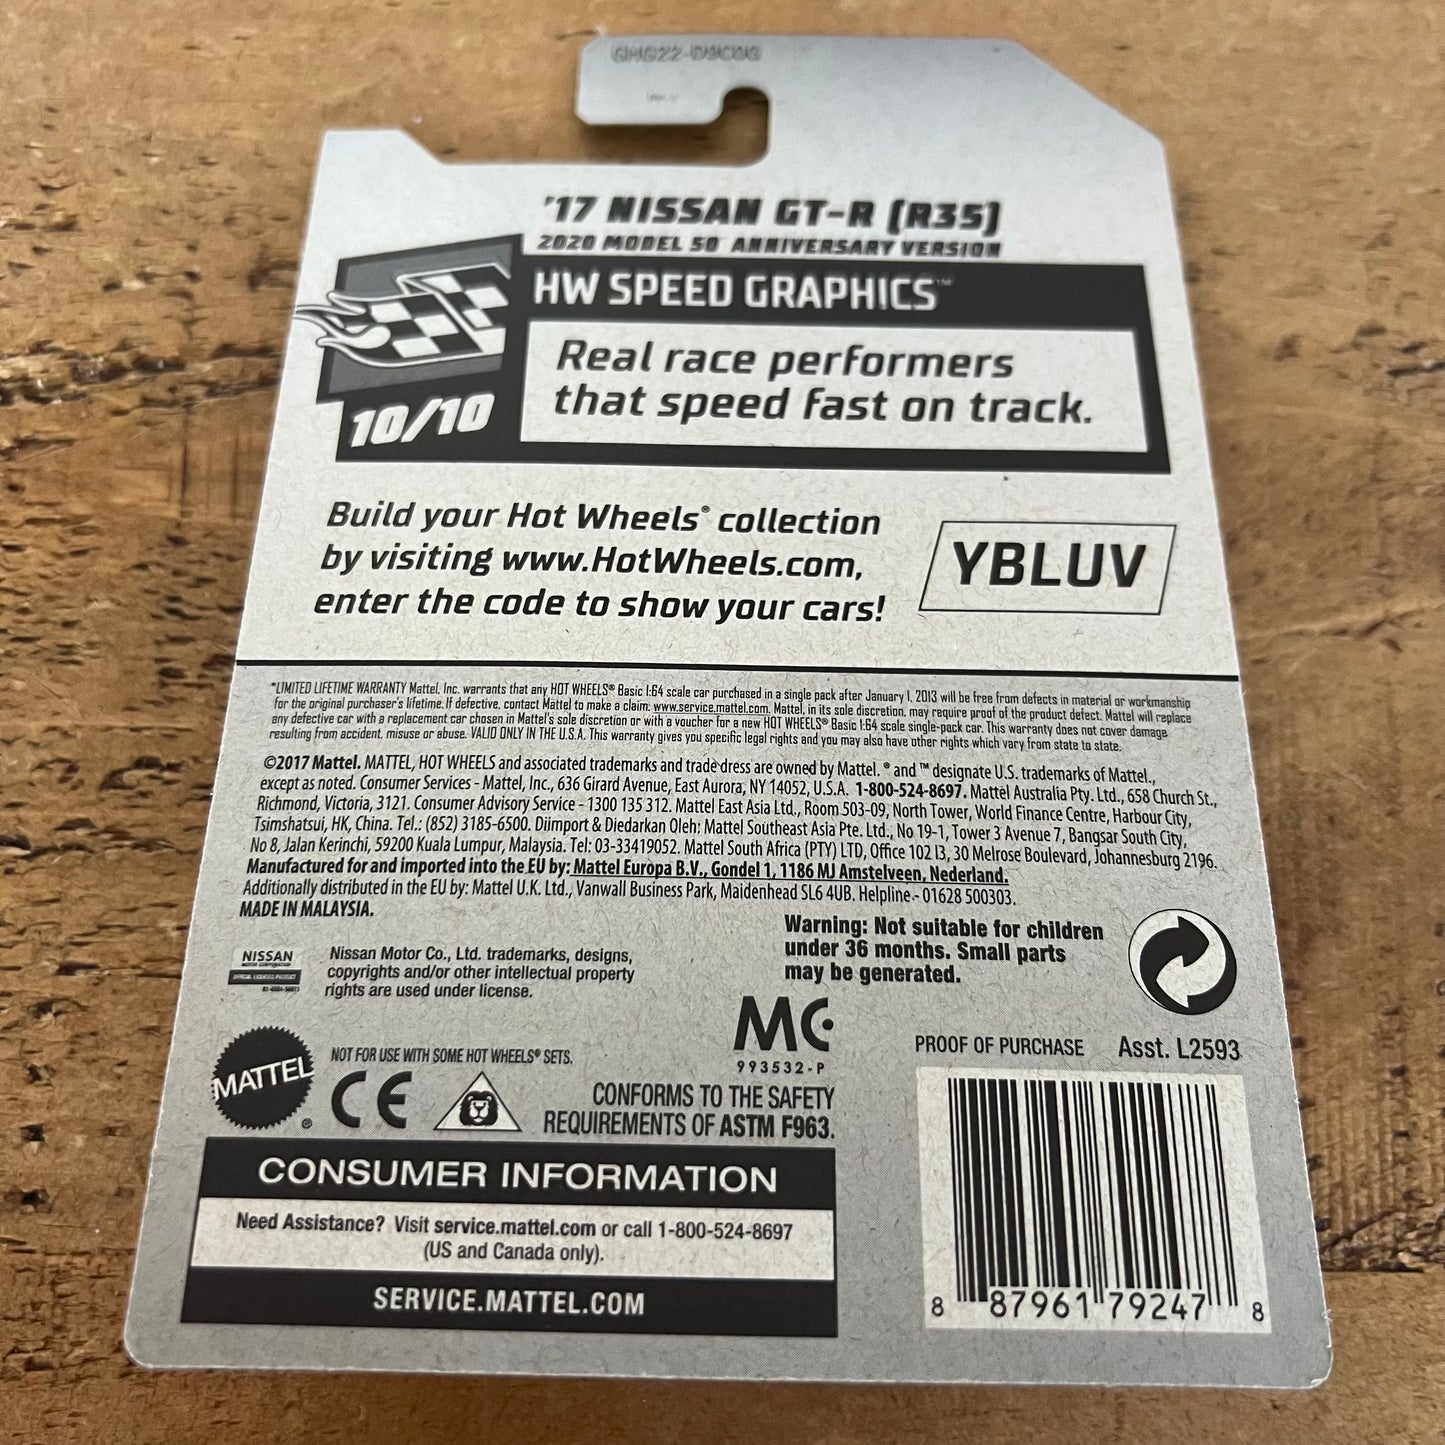 GHG22-D9C0G
'17 NISSAN GT-R (R35)
2020 MODEL 50 ANNIVERSARY VERSION
HW SPEED GRAPHICS™
Real race performers
that speed fast on track.
10/10
Build your Hot Wheels® collection
by visiting www.HotWheels.com,
enter the code to show your cars!
YBLUV
*LIMITED LIFETIME WARRANTY Mattel, Inc. warrants that any HOT WHEELS® Basic 1:64 scale car purchased in a single pack after January 1, 2013 will be free from defects in material or workmanship
for the original purchaser's lifetime. If defective, contact Mattel to make a claim: www.service.mattel.com. Mattel, in its sole discretion, may require proof of the product defect. Mattel will replace
any defective car with a replacement car chosen in Mattel's sole discretion or with a voucher for a new HOT WHEELS® Basic 1:64 scale single-pack car. This warranty does not cover damage
resulting from accident, misuse or abuse. VALID ONLY IN THE U.S.A. This warranty gives you specific legal rights and you may also have other rights which vary from state to state.
©2017 Mattel. MATTEL, HOT WHEELS and associated trademarks and trade dress are owned by Mattel. ® and ™ designate U.S. trademarks of Mattel.,
except as noted. Consumer Services - Mattel, Inc., 636 Girard Avenue, East Aurora, NY 14052, U.S.A. 1-800-524-8697. Mattel Australia Pty. Ltd., 658 Church St.,
Richmond, Victoria, 3121. Consumer Advisory Service - 1300 135 312. Mattel East Asia Ltd., Room 503-09, North Tower, World Finance Centre, Harbour City,
Tsimshatsui, HK, China. Tel.: (852) 3185-6500. Diimport & Diedarkan Oleh: Mattel Southeast Asia Pte. Ltd., No 19-1, Tower 3 Avenue 7, Bangsar South City,
No 8, Jalan Kerinchi, 59200 Kuala Lumpur, Malaysia. Tel: 03-33419052. Mattel South Africa (PTY) LTD, Office 102 I3, 30 Melrose Boulevard, Johannesburg 2196.
Manufactured for and imported into the EU by: Mattel Europa B.V., Gondel 1, 1186 MJ Amstelveen, Nederland.
Additionally distributed in the EU by: Mattel U.K. Ltd., Vanwall Business Park, Maidenhead SL6 4UB. Helpline - 01628 500303.
MADE IN MALAYSIA.
NISSAN
MOTOR CORPORATION
OFFICIAL LICENSED PRODUCT
Nissan Motor Co., Ltd. trademarks, designs,
copyrights and/or other intellectual property
rights are used under license.
Warning: Not suitable for children
under 36 months. Small parts
may be generated.
MC
993532-P
MATTEL®
NOT FOR USE WITH SOME HOT WHEELS® SETS.
CE
CONFORMS TO THE SAFETY
REQUIREMENTS OF ASTM F963.
PROOF OF PURCHASE Asst. L2593
CONSUMER INFORMATION
Need Assistance? Visit service.mattel.com or call 1-800-524-8697
(US and Canada only).
SERVICE.MATTEL.COM
8 87961 79247 8